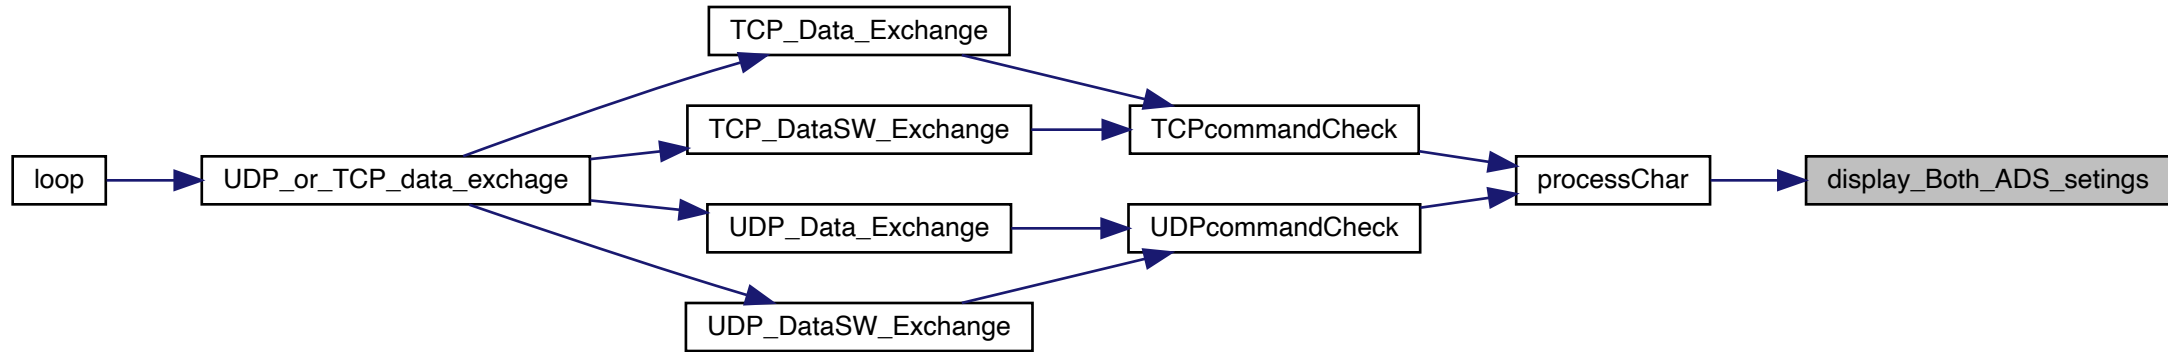 loop
UDP_or_TCP_data_exchage
TCP_Data_Exchange
TCP_DataSW_Exchange
UDP_Data_Exchange
UDP_DataSW_Exchange
TCPcommandCheck
UDPcommandCheck
processChar
display_Both_ADS_setings